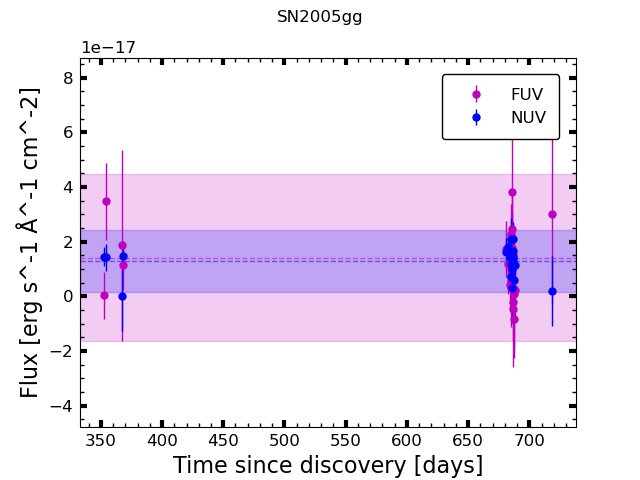 SN2005gg
1e−17
FUV
NUV
8
6
4
2
0
−2
−4
Flux [erg s^-1 Å^-1 cm^-2]
350 400 450 500 550 600 650 700
Time since discovery [days]